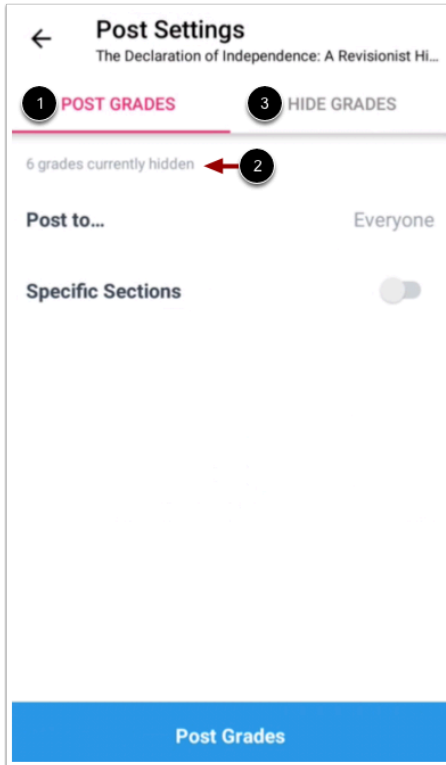 Post Settings
The Declaration of Independence: A Revisionist Hi...
1 POST GRADES 3 HIDE GRADES
6 grades currently hidden 2
Post to... Everyone
Specific Sections
Post Grades